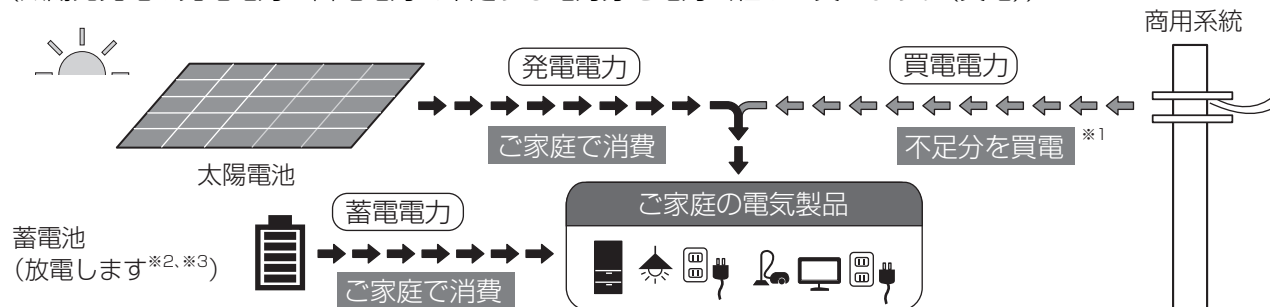 商用系統
発電電力
買電電力
ご家庭で消費
不足分を買電 ※1
太陽電池
蓄電電力
ご家庭の電気製品
蓄電池
(放電します※2、※3)
ご家庭で消費